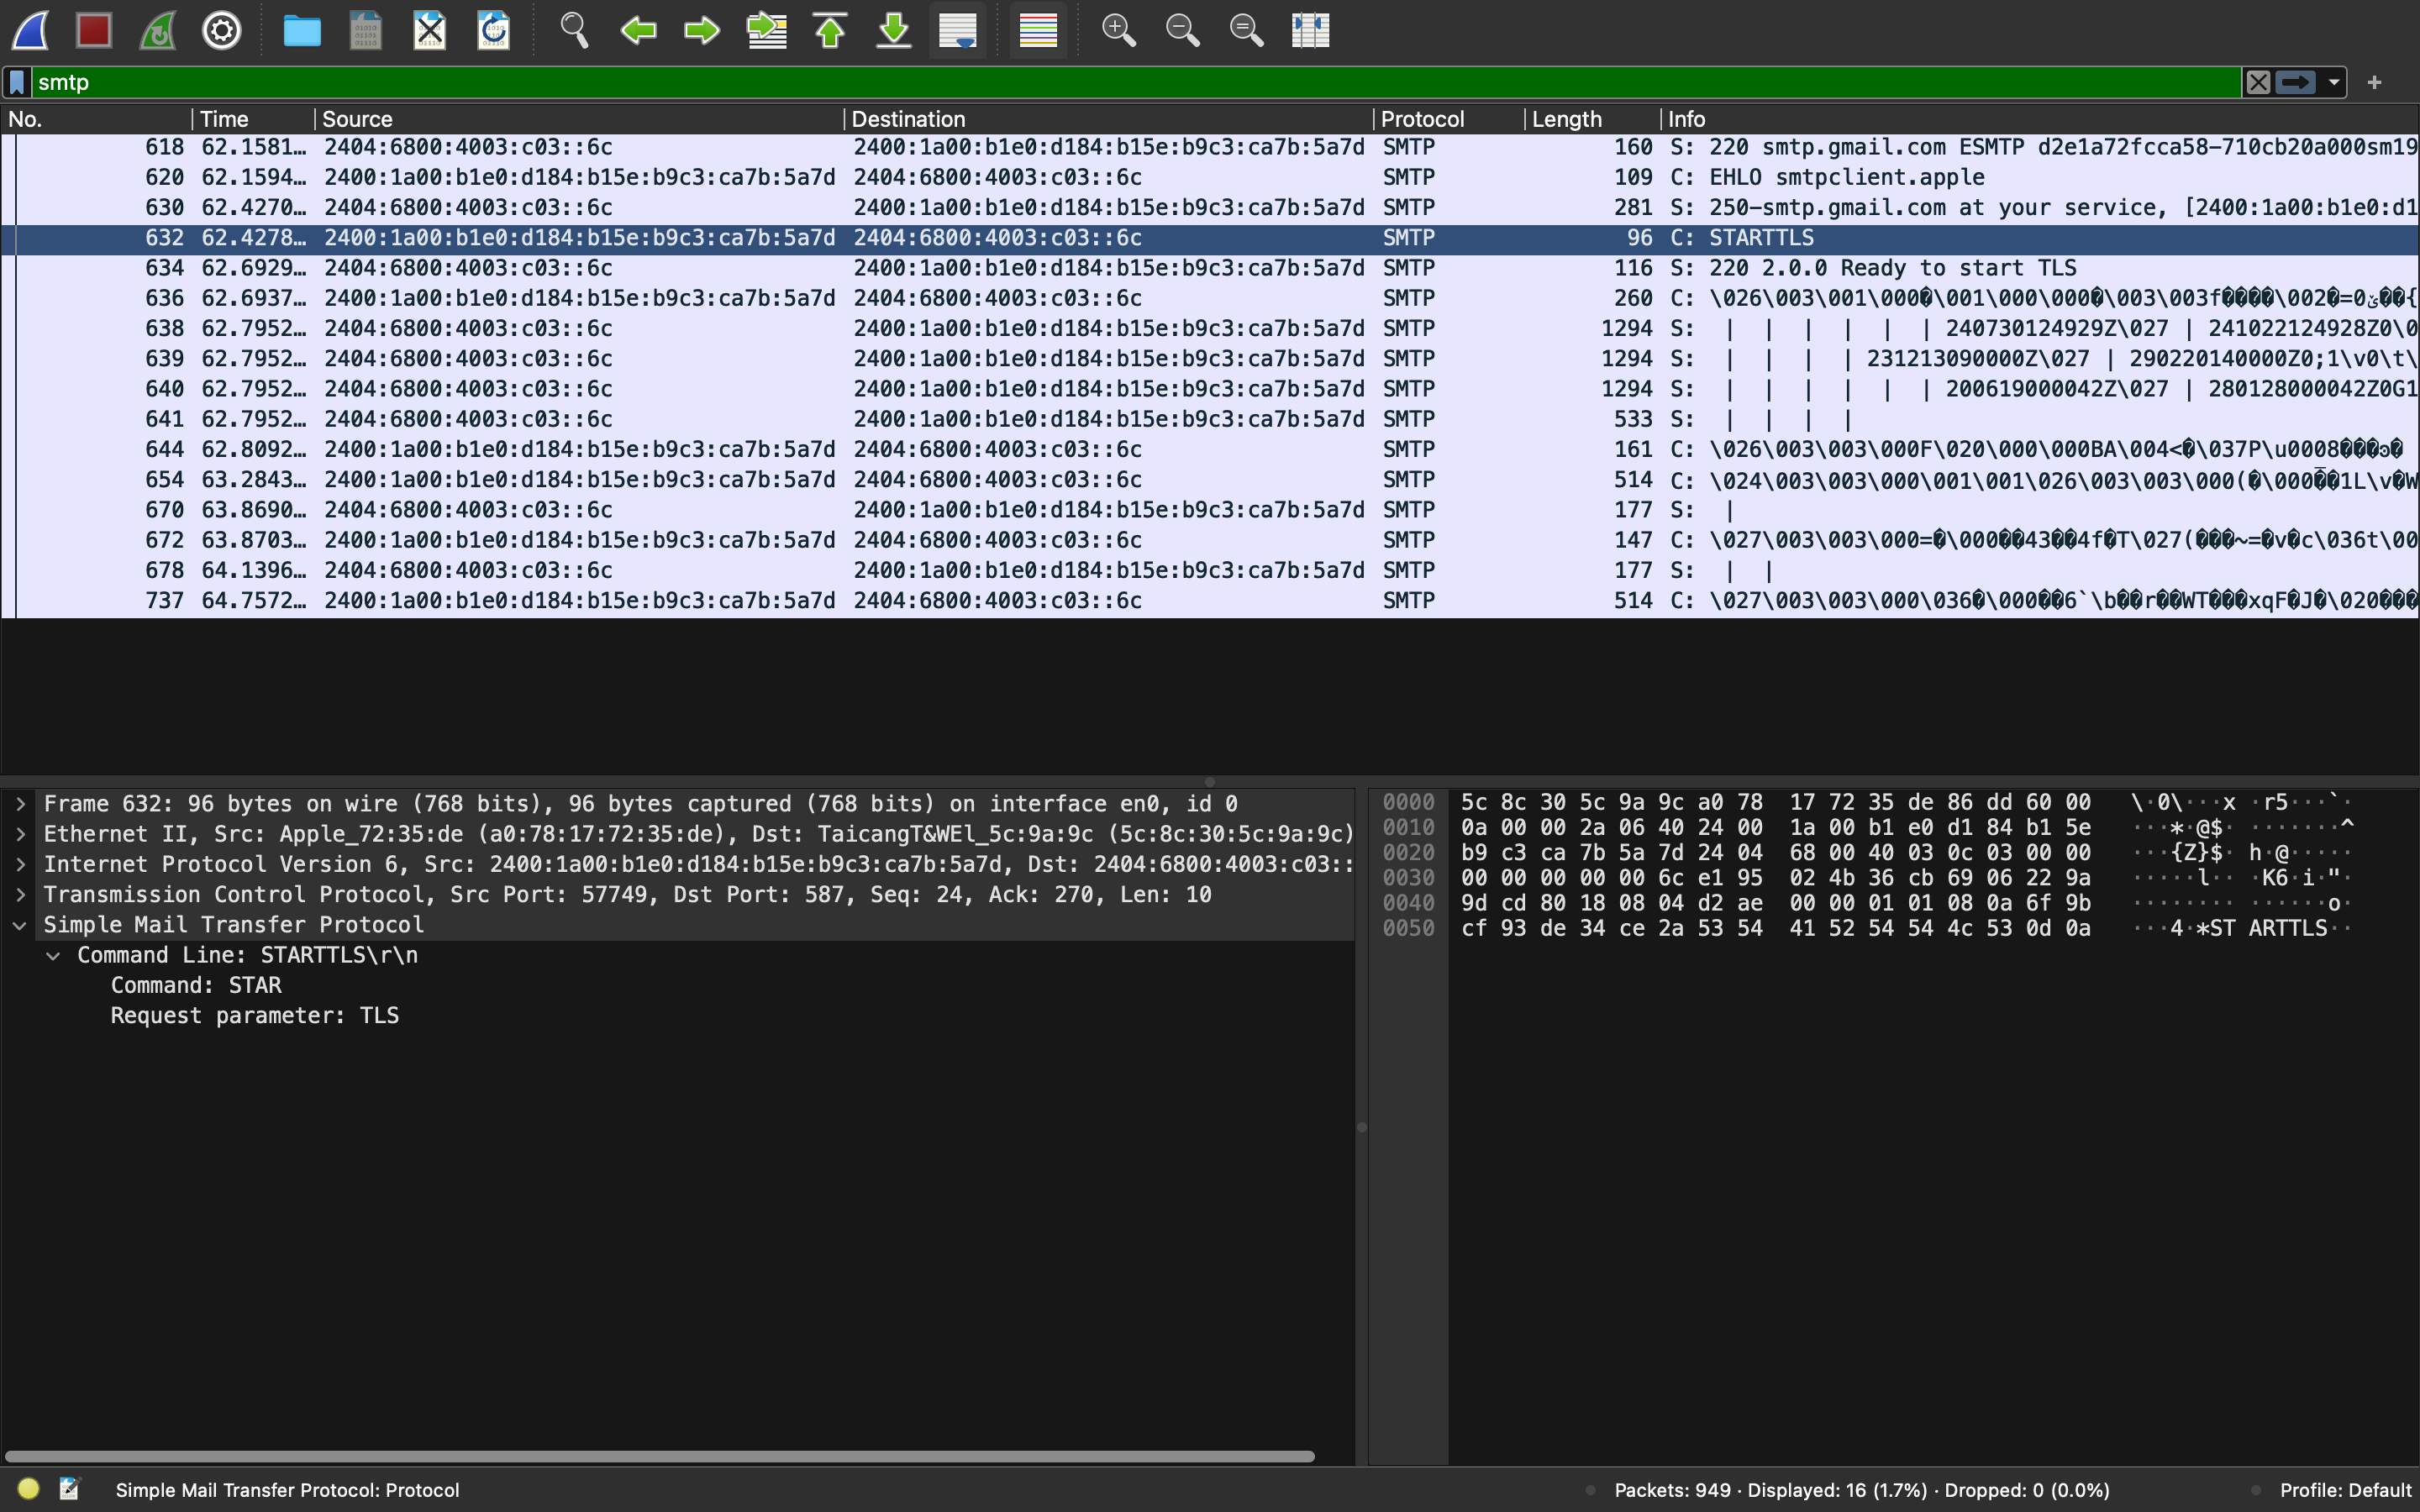 smtp
No. Time Source Destination Protocol Length Info
618 62.1581… 2404:6800:4003:c03::6c 2400:1a00:b1e0:d184:b15e:b9c3:ca7b:5a7d SMTP 160 S: 220 smtp.gmail.com ESMTP d2e1a72fcca58-710cb20a000sm19
620 62.1594… 2400:1a00:b1e0:d184:b15e:b9c3:ca7b:5a7d 2404:6800:4003:c03::6c SMTP 109 C: EHLO smtpclient.apple
630 62.4270… 2404:6800:4003:c03::6c 2400:1a00:b1e0:d184:b15e:b9c3:ca7b:5a7d SMTP 281 S: 250-smtp.gmail.com at your service, [2400:1a00:b1e0:d1
632 62.4278… 2400:1a00:b1e0:d184:b15e:b9c3:ca7b:5a7d 2404:6800:4003:c03::6c SMTP 96 C: STARTTLS
634 62.6929… 2404:6800:4003:c03::6c 2400:1a00:b1e0:d184:b15e:b9c3:ca7b:5a7d SMTP 116 S: 220 2.0.0 Ready to start TLS
636 62.6937… 2400:1a00:b1e0:d184:b15e:b9c3:ca7b:5a7d 2404:6800:4003:c03::6c SMTP 260 C: \026\003\001\000�\001\000\000�\003\003f����\002�=0
638 62.7952… 2404:6800:4003:c03::6c 2400:1a00:b1e0:d184:b15e:b9c3:ca7b:5a7d SMTP 1294 S: | | | | | | 240730124929Z\027 | 241022124928Z0\0
639 62.7952… 2404:6800:4003:c03::6c 2400:1a00:b1e0:d184:b15e:b9c3:ca7b:5a7d SMTP 1294 S: | | | | 231213090000Z\027 | 290220140000Z0;1\v0\t\
640 62.7952… 2404:6800:4003:c03::6c 2400:1a00:b1e0:d184:b15e:b9c3:ca7b:5a7d SMTP 1294 S: | | | | | | 200619000042Z\027 | 280128000042Z0G1
641 62.7952… 2404:6800:4003:c03::6c 2400:1a00:b1e0:d184:b15e:b9c3:ca7b:5a7d SMTP 533 S: | | | |
644 62.8092… 2400:1a00:b1e0:d184:b15e:b9c3:ca7b:5a7d 2404:6800:4003:c03::6c SMTP 161 C: \026\003\003\000F\020\000\000BA\004<�\037P\u0008���
654 63.2843… 2400:1a00:b1e0:d184:b15e:b9c3:ca7b:5a7d 2404:6800:4003:c03::6c SMTP 514 C: \024\003\003\000\001\001\026\003\003\000(�\000��1L\v�W
670 63.8690… 2404:6800:4003:c03::6c 2400:1a00:b1e0:d184:b15e:b9c3:ca7b:5a7d SMTP 177 S: |
672 63.8703… 2400:1a00:b1e0:d184:b15e:b9c3:ca7b:5a7d 2404:6800:4003:c03::6c SMTP 147 C: \027\003\003\000=�\000��43��4f�T\027(���~=�v�c\036t\00
678 64.1396… 2404:6800:4003:c03::6c 2400:1a00:b1e0:d184:b15e:b9c3:ca7b:5a7d SMTP 177 S: | |
737 64.7572… 2400:1a00:b1e0:d184:b15e:b9c3:ca7b:5a7d 2404:6800:4003:c03::6c SMTP 514 C: \027\003\003\000\036�\000��6`\b��r��WT���xqF�J�\020���
Frame 632: 96 bytes on wire (768 bits), 96 bytes captured (768 bits) on interface en0, id 0
Ethernet II, Src: Apple_72:35:de (a0:78:17:72:35:de), Dst: TaicangT&WEl_5c:9a:9c (5c:8c:30:5c:9a:9c)
Internet Protocol Version 6, Src: 2400:1a00:b1e0:d184:b15e:b9c3:ca7b:5a7d, Dst: 2404:6800:4003:c03::
Transmission Control Protocol, Src Port: 57749, Dst Port: 587, Seq: 24, Ack: 270, Len: 10
Simple Mail Transfer Protocol
Command Line: STARTTLS\r\n
Command: STAR
Request parameter: TLS
0000 5c 8c 30 5c 9a 9c a0 78 17 72 35 de 86 dd 60 00 \·0\···x ·r5···`·
0010 0a 00 00 2a 06 40 24 00 1a 00 b1 e0 d1 84 b1 5e ···*·@$· ·······^
0020 b9 c3 ca 7b 5a 7d 24 04 68 00 40 03 0c 03 00 00 ···{Z}$· h·@·····
0030 00 00 00 00 00 6c e1 95 02 4b 36 cb 69 06 22 9a ·····l·· ·K6·i·"·
0040 9d cd 80 18 08 04 d2 ae 00 00 01 01 08 0a 6f 9b ········ ······o·
0050 cf 93 de 34 ce 2a 53 54 41 52 54 54 4c 53 0d 0a ···4·*ST ARTTLS··
Simple Mail Transfer Protocol: Protocol
Packets: 949 · Displayed: 16 (1.7%) · Dropped: 0 (0.0%)
Profile: Default